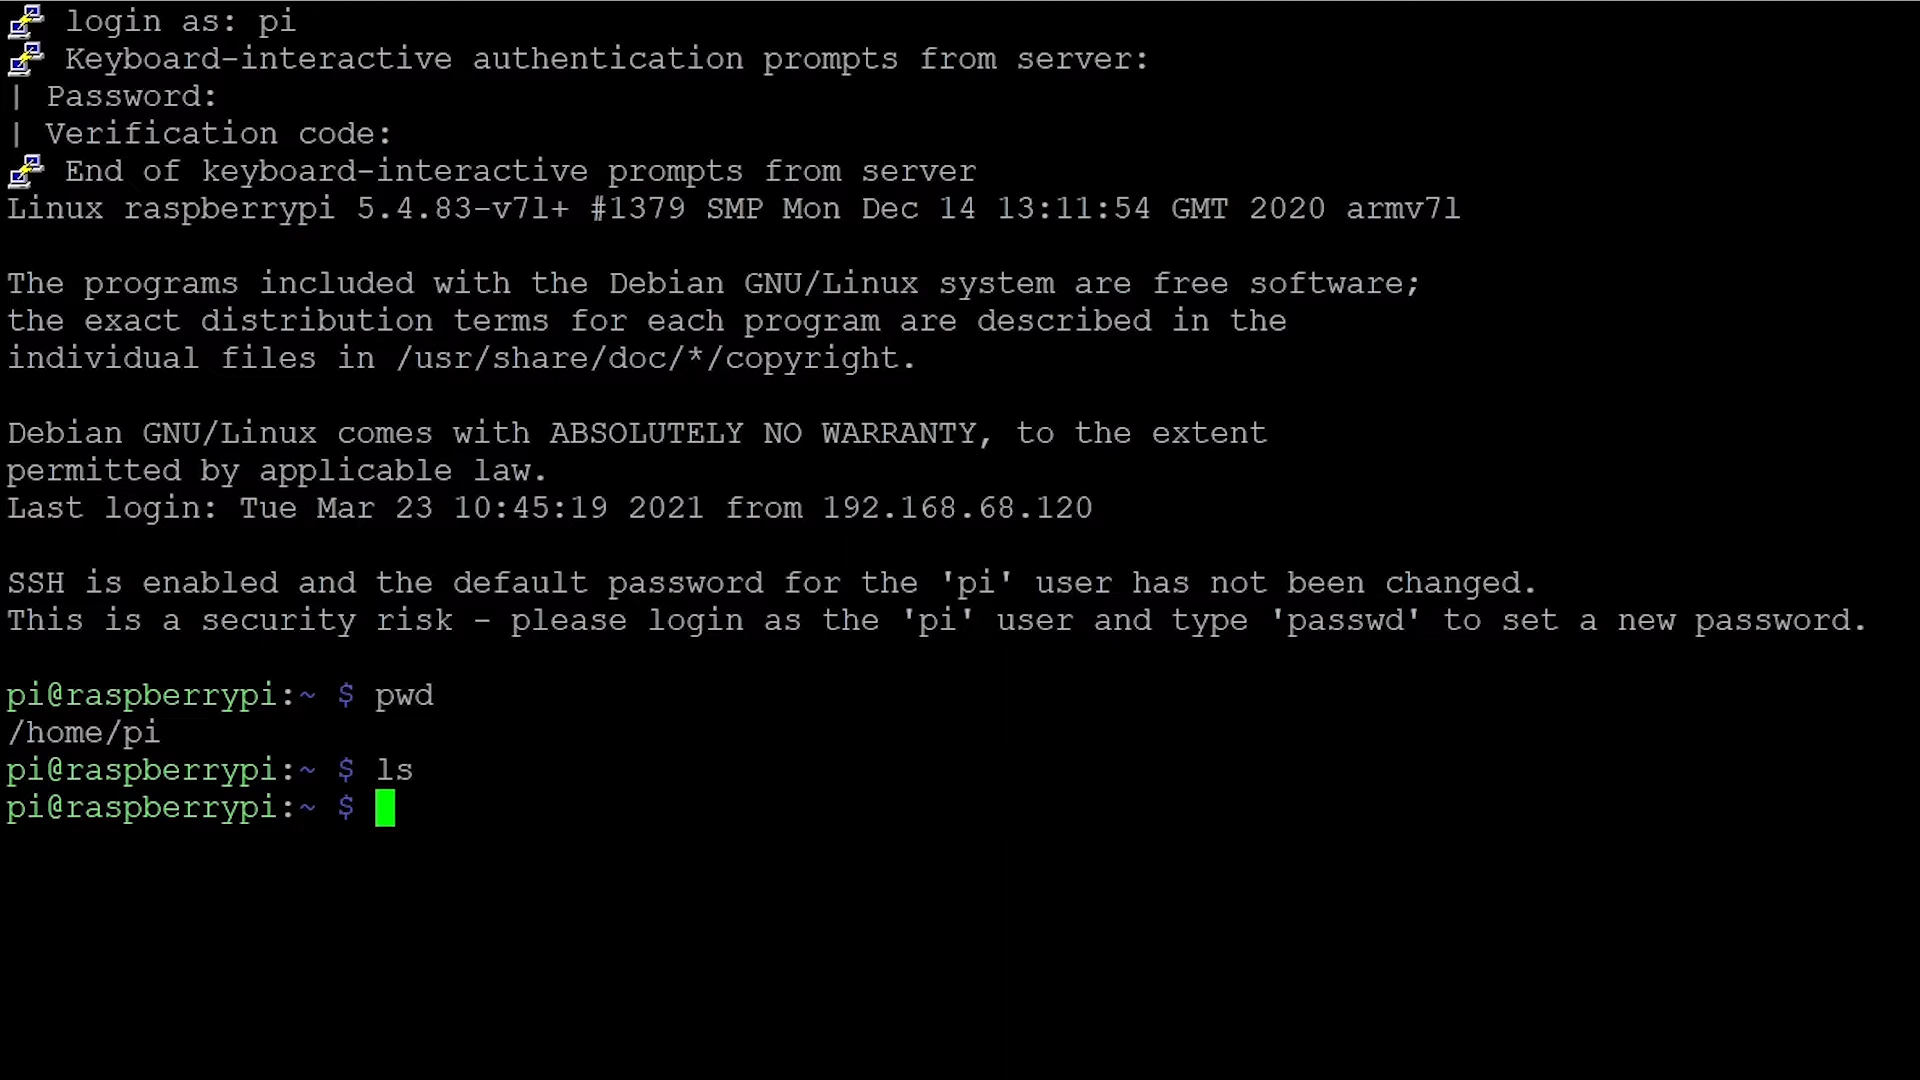 login as: pi
Keyboard-interactive authentication prompts from server:
| Password:
| Verification code:
End of keyboard-interactive prompts from server
Linux raspberrypi 5.4.83-v7l+ #1379 SMP Mon Dec 14 13:11:54 GMT 2020 armv7l
The programs included with the Debian GNU/Linux system are free software;
the exact distribution terms for each program are described in the
individual files in /usr/share/doc/*/copyright.
Debian GNU/Linux comes with ABSOLUTELY NO WARRANTY, to the extent
permitted by applicable law.
Last login: Tue Mar 23 10:45:19 2021 from 192.168.68.120
SSH is enabled and the default password for the 'pi' user has not been changed.
This is a security risk - please login as the 'pi' user and type 'passwd' to set a new password.
pi@raspberrypi:~ $ pwd
/home/pi
pi@raspberrypi:~ $ ls
pi@raspberrypi:~ $